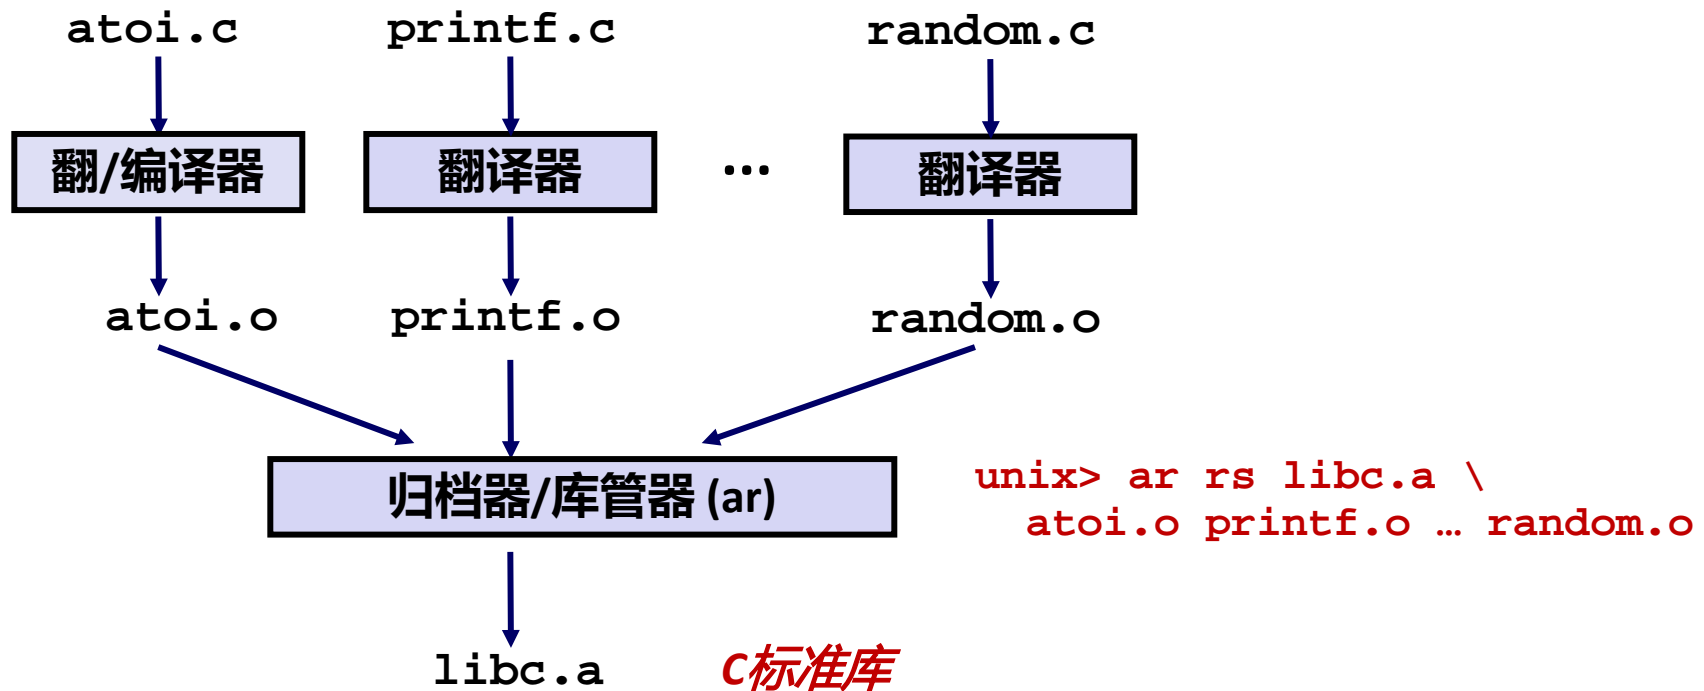 atoi.c printf.c random.c
翻/编译器 翻译器 … 翻译器
atoi.o printf.o random.o
归档器/库管器 (ar)
unix> ar rs libc.a \
atoi.o printf.o … random.o
libc.a C标准库